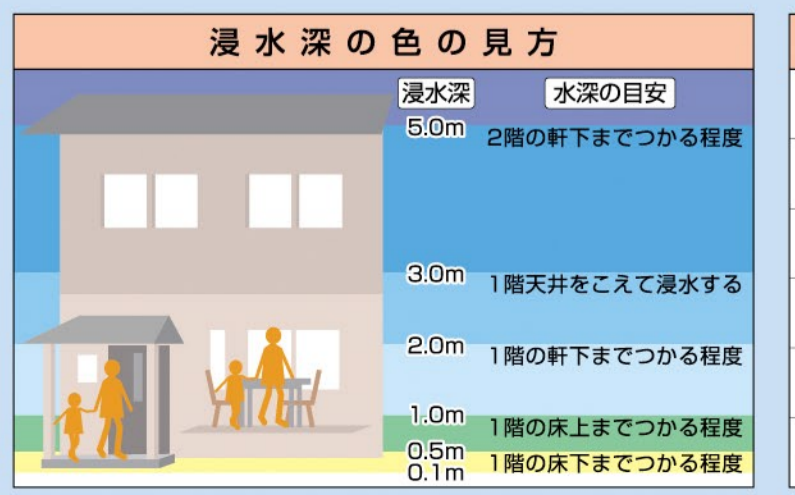 浸水深の色の見方
浸水深 水深の目安
5.0m 2階の軒下までつかる程度
3.0m 1階天井をこえて浸水する
2.0m 1階の軒下までつかる程度
1.0m 1階の床上までつかる程度
0.5m 1階の床下までつかる程度
0.1m